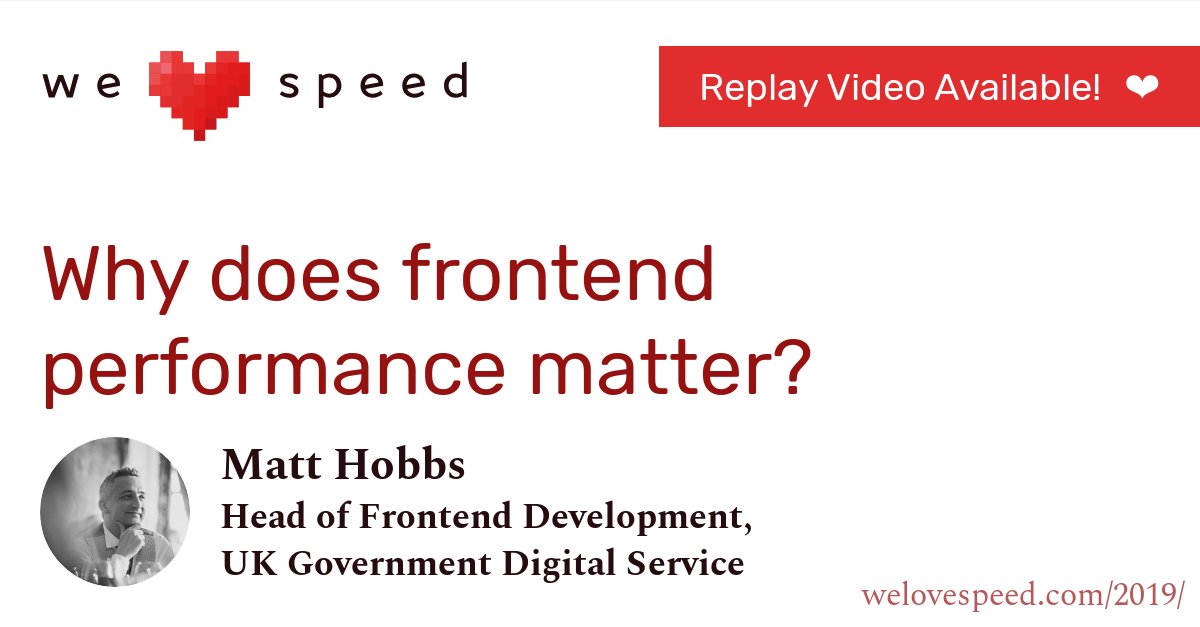 we speed
Replay Video Available! ❤
Why does frontend
performance matter?
Matt Hobbs
Head of Frontend Development,
UK Government Digital Service
welovespeed.com/2019/